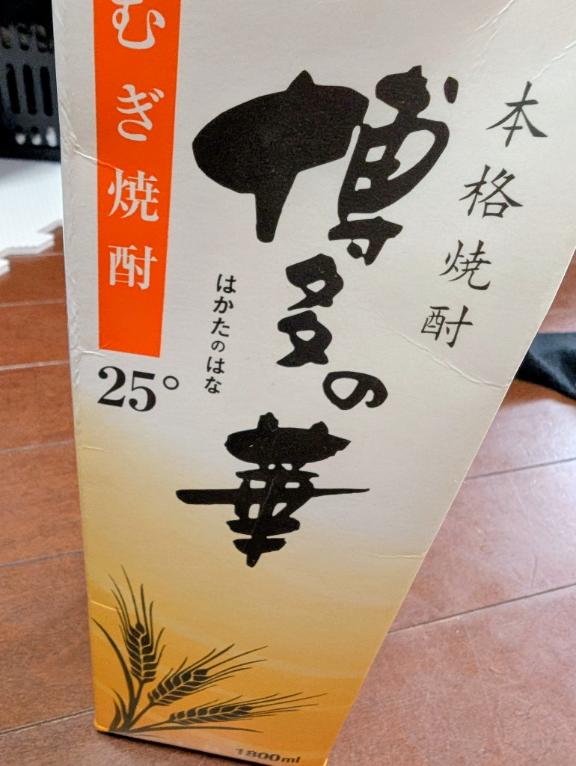 本格焼酎
博多の華
はかたのはな
むぎ焼酎
25°
1800ml